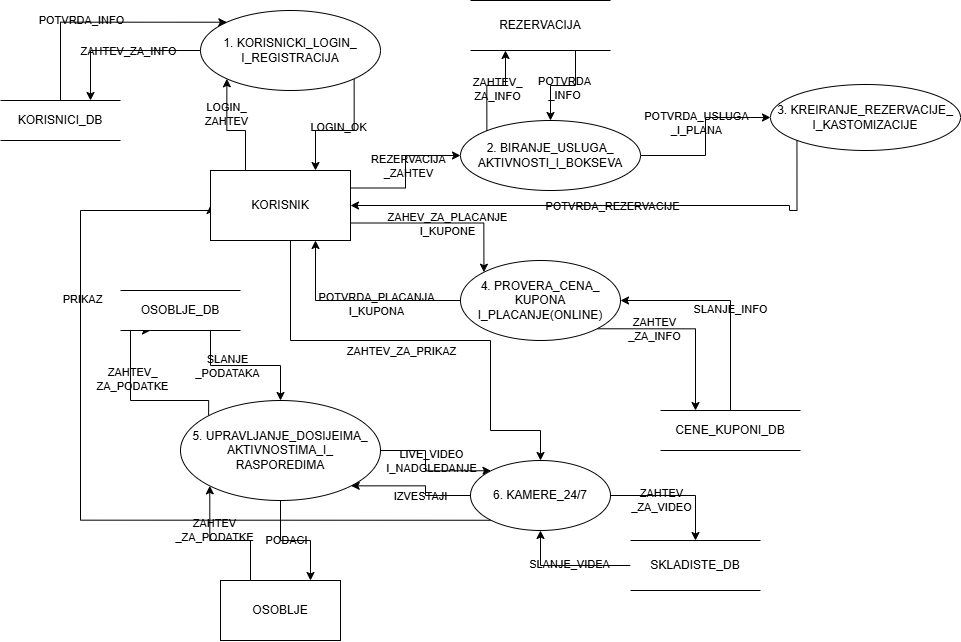 REZERVACIJA
POTVRDA_INFO
1. KORISNICKI_LOGIN_
I_REGISTRACIJA
ZAHTEV_ZA_INFO
KORISNICI_DB
LOGIN_
ZAHTEV
LOGIN_OK
ZAHTEV_
ZA_INFO
POTVRDA
_INFO
2. BIRANJE_USLUGA_
AKTIVNOSTI_I_BOKSEVA
POTVRDA_USLUGA
_I_PLANA
3. KREIRANJE_REZERVACIJE_
I_KASTOMIZACIJE
REZERVACIJA
_ZAHTEV
KORISNIK
POTVRDA_REZERVACIJE
ZAHEV_ZA_PLACANJE
I_KUPONE
4. PROVERA_CENA_
KUPONA
I_PLACANJE(ONLINE)
POTVRDA_PLACANJA
I_KUPONA
PRIKAZ
OSOBLJE_DB
SLANJE_INFO
ZAHTEV
_ZA_INFO
ZAHTEV_ZA_PRIKAZ
SLANJE
_PODATAKA
ZAHTEV_
ZA_PODATKE
CENE_KUPONI_DB
5. UPRAVLJANJE_DOSIJEIMA_
AKTIVNOSTIMA_I_
RASPOREDIMA
LIVE_VIDEO
I_NADGLEDANJE
IZVESTAJI
6. KAMERE_24/7
ZAHTEV
_ZA_VIDEO
ZAHTEV
_ZA_PODATKE
PODACI
SLANJE_VIDEA
SKLADISTE_DB
OSOBLJE